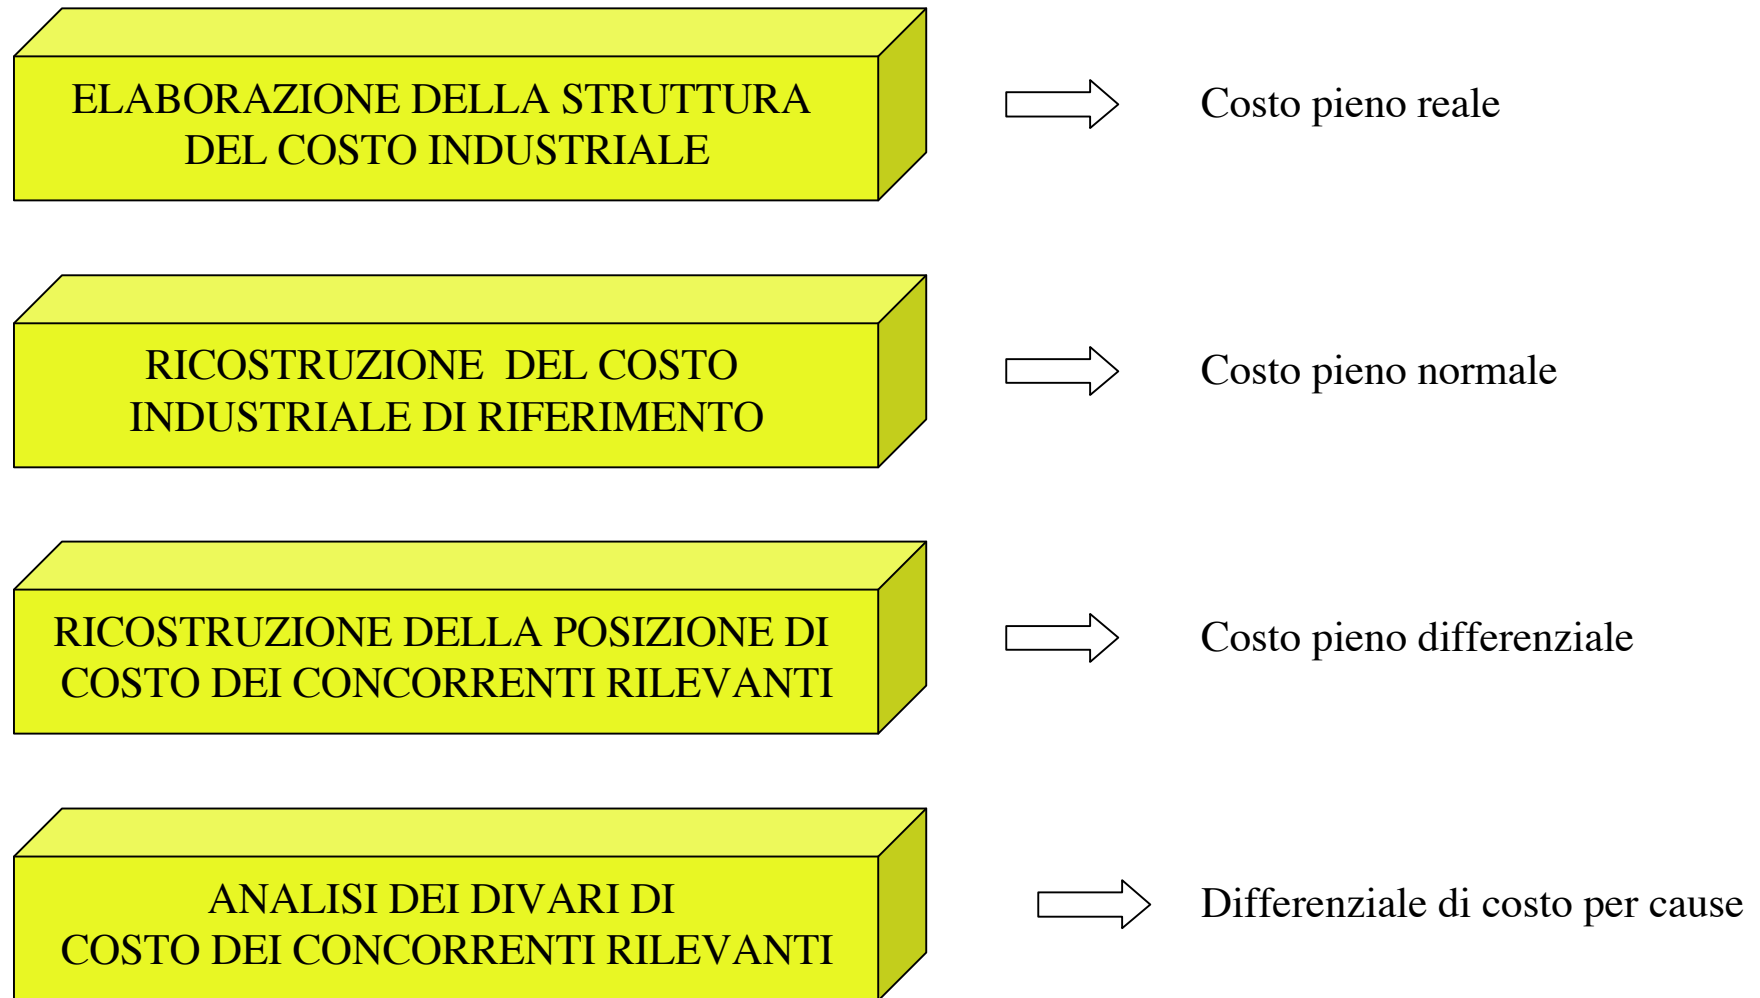 ELABORAZIONE DELLA STRUTTURA
DEL COSTO INDUSTRIALE
Costo pieno reale
RICOSTRUZIONE DEL COSTO
INDUSTRIALE DI RIFERIMENTO
Costo pieno normale
RICOSTRUZIONE DELLA POSIZIONE DI
COSTO DEI CONCORRENTI RILEVANTI
Costo pieno differenziale
ANALISI DEI DIVARI DI
COSTO DEI CONCORRENTI RILEVANTI
Differenziale di costo per cause